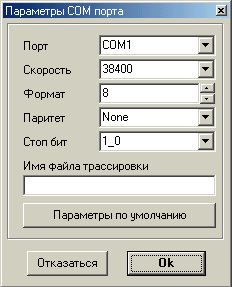 Параметры COM порта
Порт COM1
Скорость 38400
Формат 8
Паритет None
Стоп бит 1_0
Имя файла трассировки
Параметры по умолчанию
Отказаться Ok